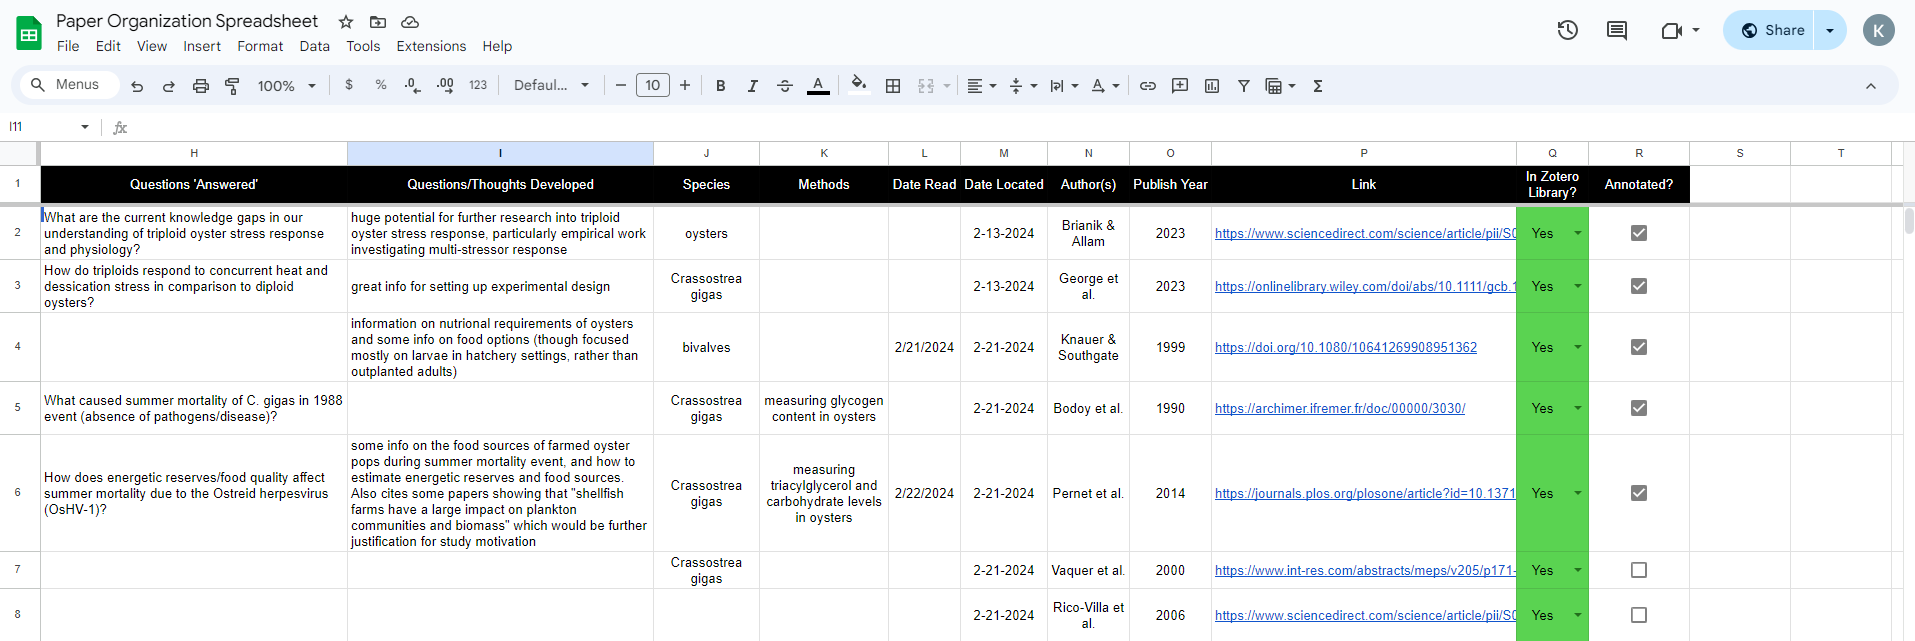 Paper Organization Spreadsheet
File Edit View Insert Format Data Tools Extensions Help
Share
K
Menus
100%
$ % .0 .00 123
Defaul...
10
B I A
I11
fx
H I J K L M N O P Q R S T
1 Questions 'Answered' Questions/Thoughts Developed Species Methods Date Read Date Located Author(s) Publish Year Link In Zotero Library? Annotated?
2
What are the current knowledge gaps in our
understanding of triploid oyster stress response
and physiology?
huge potential for further research into triploid
oyster stress response, particularly empirical work
investigating multi-stressor response
oysters
2-13-2024
Brianik &
Allam
2023
https://www.sciencedirect.com/science/article/pii/S0
Yes
3
How do triploids respond to concurrent heat and
dessication stress in comparison to diploid
oysters?
great info for setting up experimental design
Crassostrea
gigas
2-13-2024
George et
al.
2023
https://onlinelibrary.wiley.com/doi/abs/10.1111/gcb.1
Yes
4
information on nutrional requirements of oysters
and some info on food options (though focused
mostly on larvae in hatchery settings, rather than
outplanted adults)
bivalves
2/21/2024
2-21-2024
Knauer &
Southgate
1999
https://doi.org/10.1080/10641269908951362
Yes
5
What caused summer mortality of C. gigas in 1988
event (absence of pathogens/disease)?
Crassostrea
gigas
measuring glycogen
content in oysters
2-21-2024
Bodoy et al.
1990
https://archimer.ifremer.fr/doc/00000/3030/
Yes
6
How does energetic reserves/food quality affect
summer mortality due to the Ostreid herpesvirus
(OsHV-1)?
some info on the food sources of farmed oyster
pops during summer mortality event, and how to
estimate energetic reserves and food sources.
Also cites some papers showing that "shellfish
farms have a large impact on plankton
communities and biomass" which would be further
justification for study motivation
Crassostrea
gigas
measuring
triacylglycerol and
carbohydrate levels
in oysters
2/22/2024
2-21-2024
Pernet et al.
2014
https://journals.plos.org/plosone/article?id=10.1371
Yes
7
Crassostrea
gigas
2-21-2024
Vaquer et al.
2000
https://www.int-res.com/abstracts/meps/v205/p171-
Yes
8
2-21-2024
Rico-Villa et
al.
2006
https://www.sciencedirect.com/science/article/pii/S0
Yes